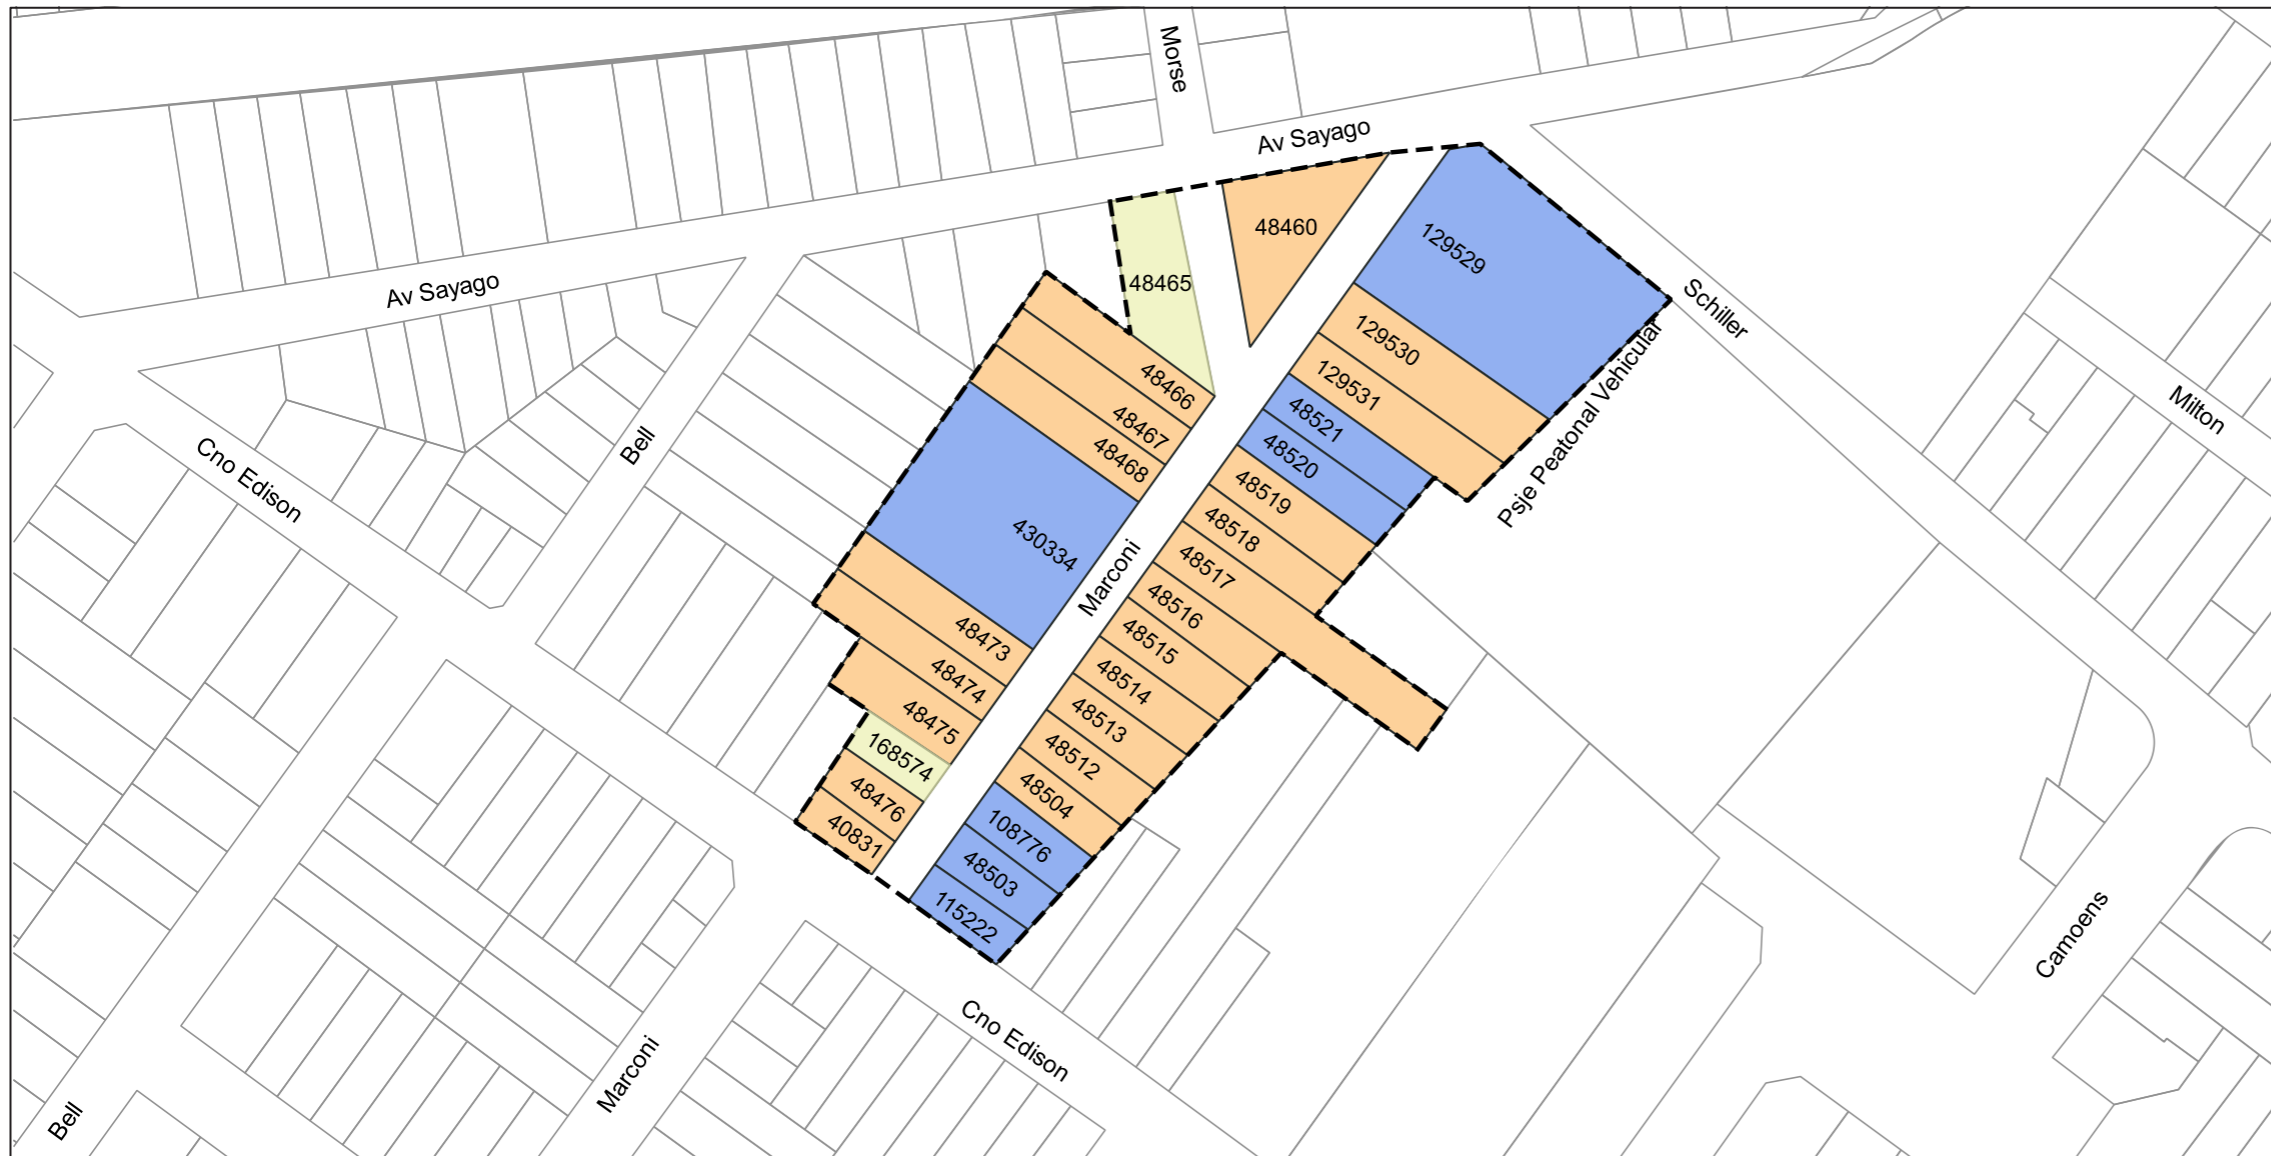 Morse
Av Sayago
48460
129529
48465
Av Sayago
Schiller
129530
48466
129531
Psje Peatonal Vehicular
Milton
48521
48467
Bell
48520
48468
Cno Edison
48519
48518
430334
48517
Marconi
48516
48473
48515
48474
48514
48475
48513
168574
48512
48476
48504
40831
108776
48503
115222
Camoens
Cno Edison
Marconi
Bell